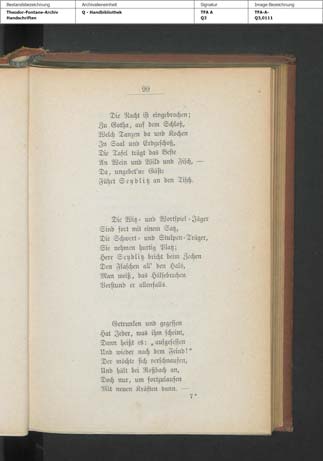 Bestandsbezeichnung
Archivalieneinheit
Signatur
Image Bezeichnung
Theodor-Fontane-Archiv
Handschriften
Q - Handbibliothek
TFA A
Q3
TFA-A-
Q3,0111
99
Die Nacht ist eingebrochen;
Zu Gotha, auf dem Schloß,
Welch Tanzen da und Kochen
In Saal und Erdgeschoß,
Die Tafel trägt das Beste
An Wein und Wild und Fisch, —
Da, ungebet'ne Gäste
Führt Seydlitz an den Tisch.
Die Witz- und Wortspiel-Jäger
Sind fort mit einem Satz,
Die Schwert- und Stulpen-Träger,
Sie nehmen hurtig Platz;
Herr Seydlitz bricht beim Zechen
Den Flaschen all' den Hals,
Man weiß, das Hälsebrechen
Verstund er allenfalls.
Getrunken und gegessen
Hat Jeder, was ihm scheint,
Dann heißt es: „aufgesessen
Und wieder nach dem Feind!“
Der möchte sich verschnaufen,
Und hält bei Roßbach an,
Doch nur, um fortzulaufen
Mit neuen Kräften dann. —
7*